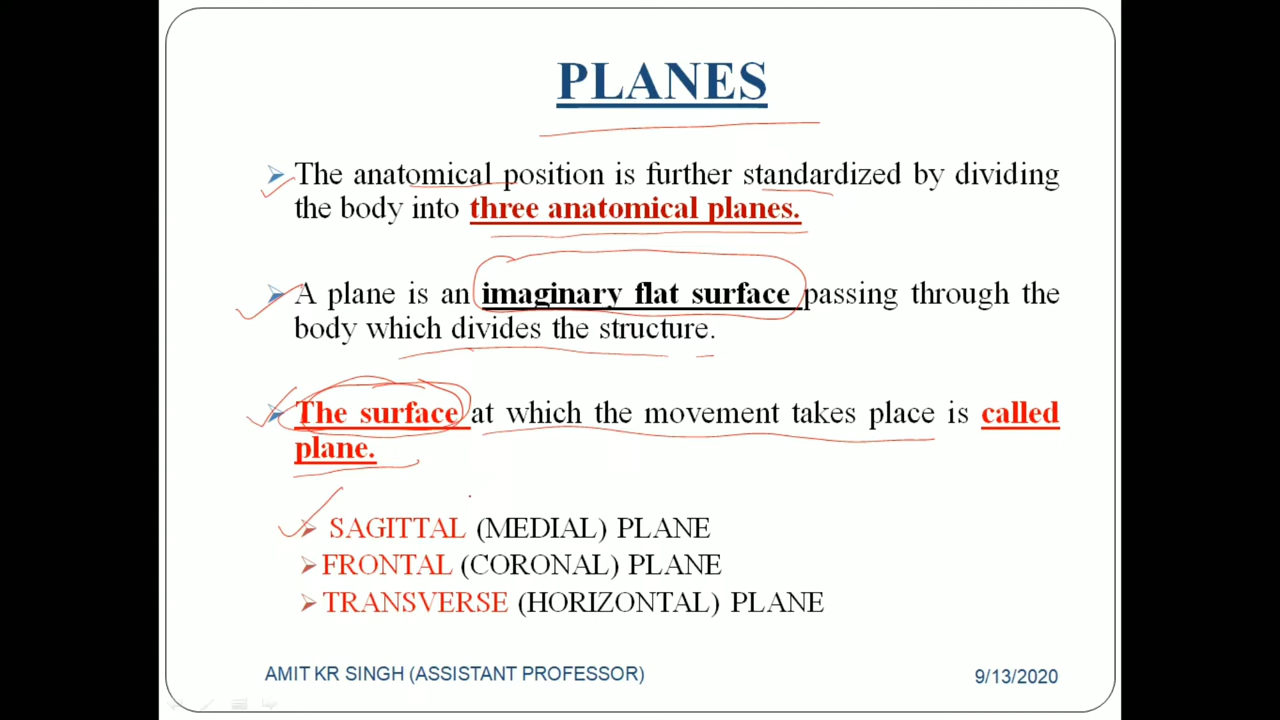 PLANES
The anatomical position is further standardized by dividing
the body into three anatomical planes.
A plane is an imaginary flat surface passing through the
body which divides the structure.
The surface at which the movement takes place is called
plane.
SAGITTAL (MEDIAL) PLANE
FRONTAL (CORONAL) PLANE
TRANSVERSE (HORIZONTAL) PLANE
AMIT KR SINGH (ASSISTANT PROFESSOR)
9/13/2020